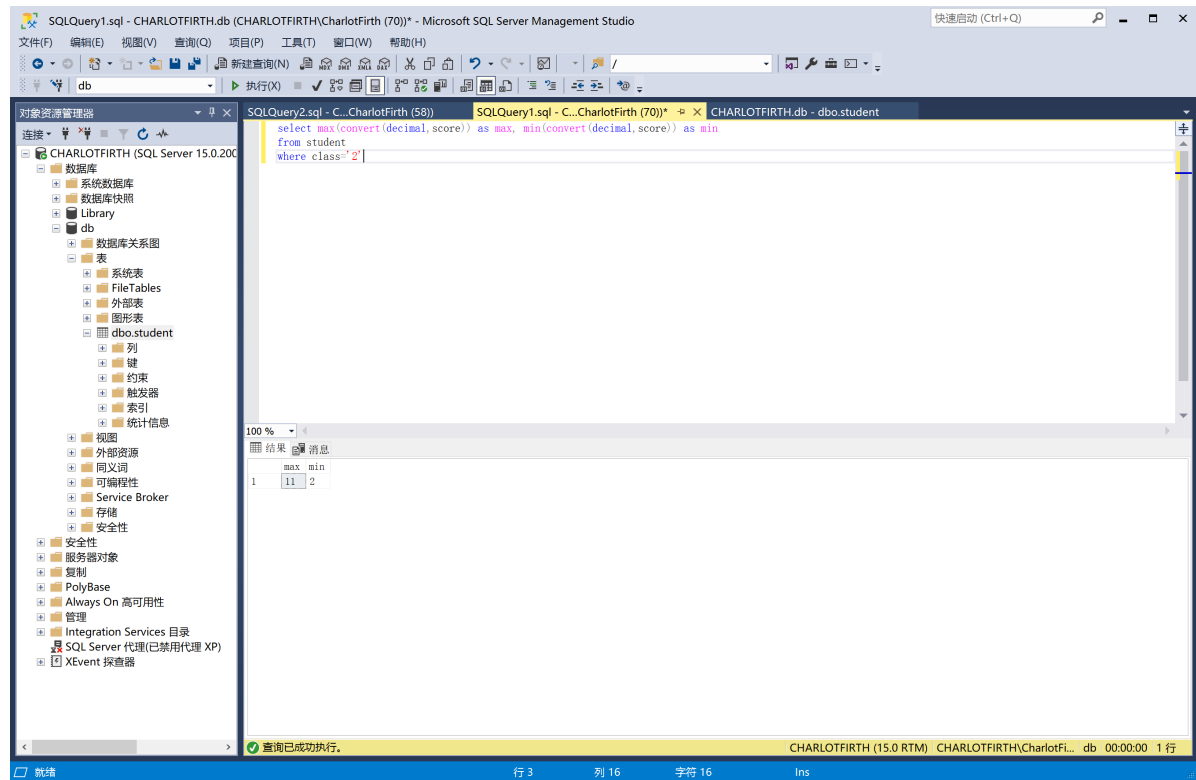 SQLQuery1.sql - CHARLOTFIRTH.db (CHARLOTFIRTH\CharlotFirth (70))* - Microsoft SQL Server Management Studio
快速启动 (Ctrl+Q)
文件(F) 编辑(E) 视图(V) 查询(Q) 项目(P) 工具(T) 窗口(W) 帮助(H)
新建查询(N) MDX DMX XMLA DAX /
db 执行(X)
对象资源管理器
SQLQuery2.sql - C...CharlotFirth (58)) SQLQuery1.sql - C...CharlotFirth (70))* CHARLOTFIRTH.db - dbo.student
连接
select max(convert(decimal,score)) as max, min(convert(decimal,score)) as min
from student
where class='2'
CHARLOTFIRTH (SQL Server 15.0.200
数据库
系统数据库
数据库快照
Library
db
数据库关系图
表
系统表
FileTables
外部表
图形表
dbo.student
列
键
约束
触发器
索引
统计信息
视图
外部资源
同义词
可编程性
Service Broker
存储
安全性
安全性
服务器对象
复制
PolyBase
Always On 高可用性
管理
Integration Services 目录
SQL Server 代理(已禁用代理 XP)
XEvent 探查器
100 %
结果 消息
max min
1 11 2
查询已成功执行。 CHARLOTFIRTH (15.0 RTM) CHARLOTFIRTH\CharlotFi... db 00:00:00 1 行
就绪 行 3 列 16 字符 16 Ins